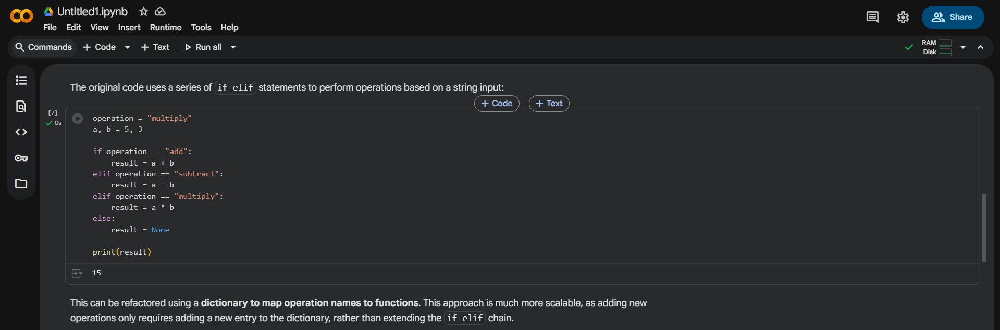 Untitled1.ipynb
File Edit View Insert Runtime Tools Help
Share
Commands + Code + Text Run all
RAM
Disk
The original code uses a series of if-elif statements to perform operations based on a string input:
+ Code + Text
[7]
0s
operation = "multiply"
a, b = 5, 3
if operation == "add":
    result = a + b
elif operation == "subtract":
    result = a - b
elif operation == "multiply":
    result = a * b
else:
    result = None
print(result)
15
This can be refactored using a dictionary to map operation names to functions. This approach is much more scalable, as adding new
operations only requires adding a new entry to the dictionary, rather than extending the if-elif chain.